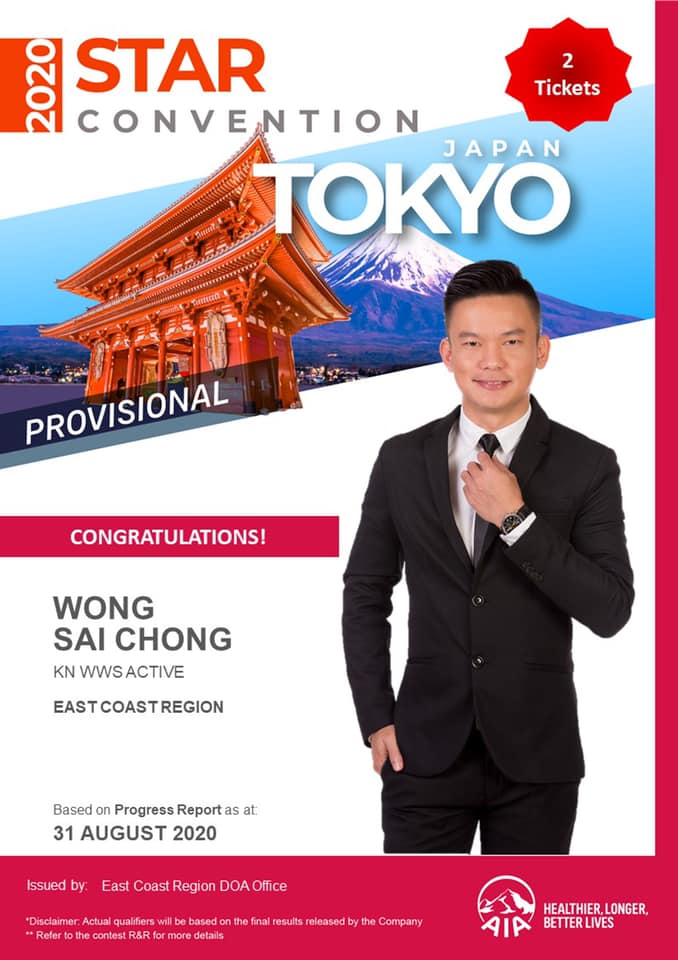 2020
STAR
CONVENTION
2
Tickets
JAPAN
TOKYO
PROVISIONAL
CONGRATULATIONS!
WONG
SAI CHONG
KN WWS ACTIVE
EAST COAST REGION
Based on Progress Report as at:
31 AUGUST 2020
Issued by: East Coast Region DOA Office
*Disclaimer: Actual qualifiers will be based on the final results released by the Company
** Refer to the contest R&R for more details
AIA
HEALTHIER, LONGER,
BETTER LIVES